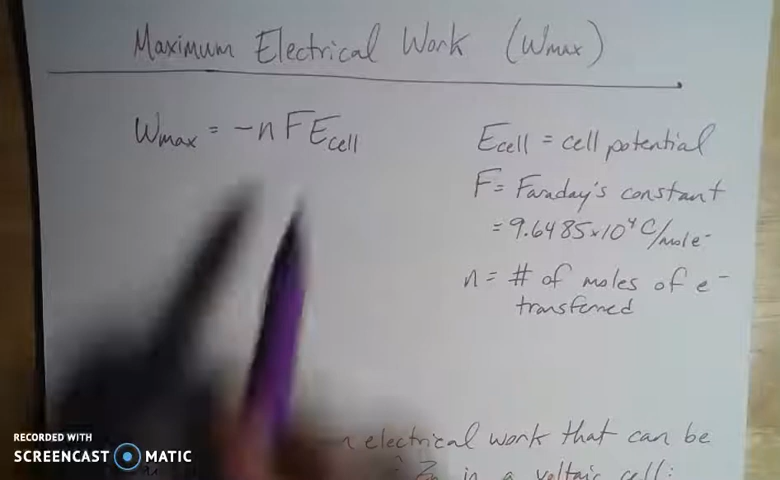 Maximum Electrical Work (Wmax)
Wmax = -nFEcell
Ecell = cell potential
F = Faraday's constant
= 9.6485×10⁴ C/mole⁻
n = # of moles of e⁻
transferred
electrical work that can be
in a voltaic cell:
RECORDED WITH
SCREENCAST MATIC